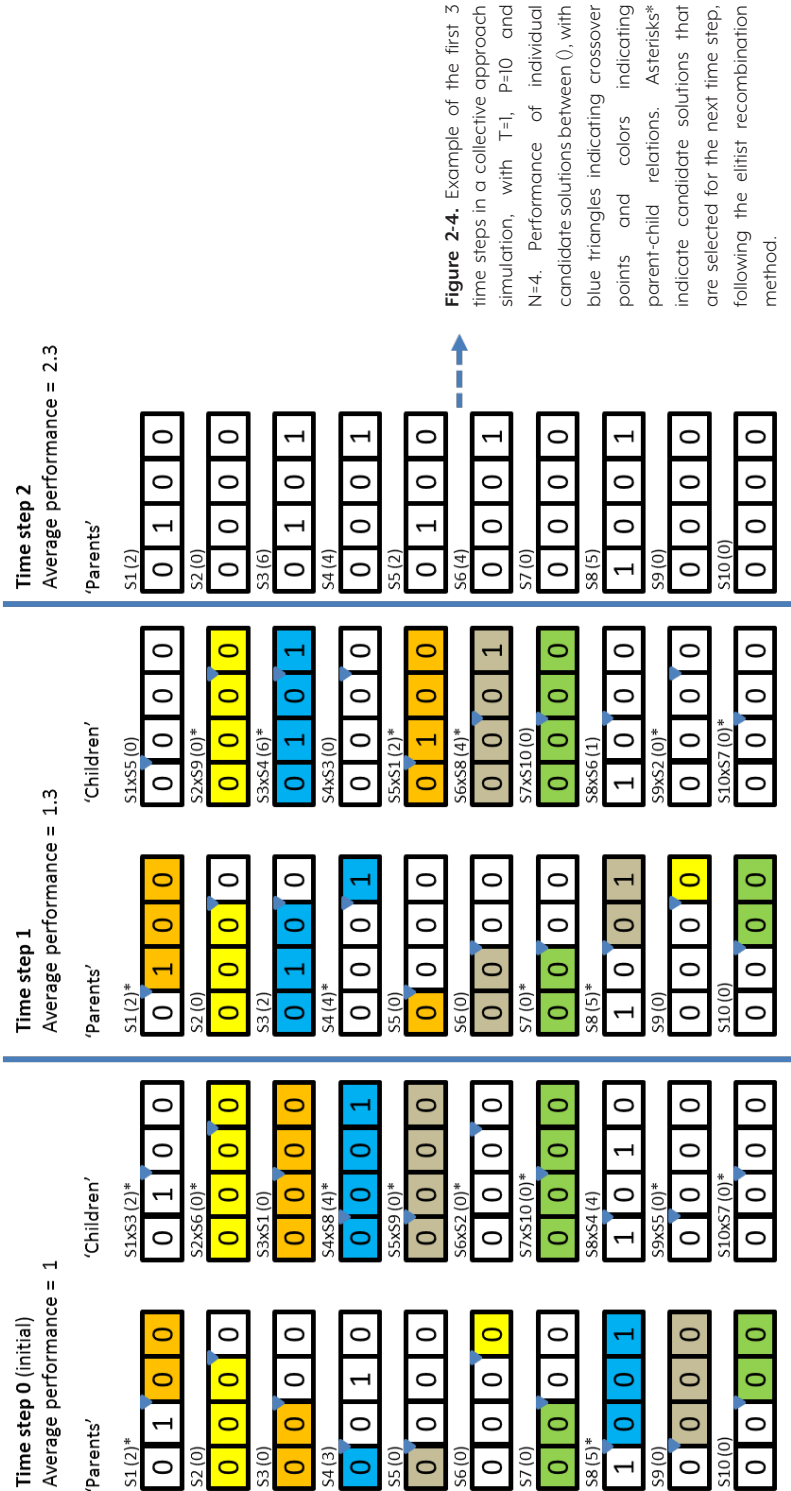 Time step 0 (initial)
Average performance = 1
'Parents'
S1 (2)*
0 1 0 0
S2 (0)
0 0 0 0
S3 (0)
0 0 0 0
S4 (3)
0 0 1 0
S5 (0)
0 0 0 0
S6 (0)
0 0 0 0
S7 (0)
0 0 0 0
S8 (5)*
1 0 0 1
S9 (0)
0 0 0 0
S10 (0)
0 0 0 0
'Children'
S1xS3 (2)*
0 1 0 0
S2xS6 (0)*
0 0 0 0
S3xS1 (0)
0 0 0 0
S4xS8 (4)*
0 0 0 1
S5xS9 (0)*
0 0 0 0
S6xS2 (0)*
0 0 0 0
S7xS10 (0)*
0 0 0 0
S8xS4 (4)
1 0 1 0
S9xS5 (0)*
0 0 0 0
S10xS7 (0)*
0 0 0 0
Time step 1
Average performance = 1.3
'Parents'
S1 (2)*
0 1 0 0
S2 (0)
0 0 0 0
S3 (2)
0 1 0 0
S4 (4)*
0 0 0 1
S5 (0)
0 0 0 0
S6 (0)
0 0 0 0
S7 (0)*
0 0 0 0
S8 (5)*
1 0 0 1
S9 (0)
0 0 0 0
S10 (0)
0 0 0 0
'Children'
S1xS5 (0)
0 0 0 0
S2xS9 (0)*
0 0 0 0
S3xS4 (6)*
0 1 0 1
S4xS3 (0)
0 0 0 0
S5xS1 (2)*
0 1 0 0
S6xS8 (4)*
0 0 0 1
S7xS10 (0)
0 0 0 0
S8xS6 (1)
1 0 0 0
S9xS2 (0)*
0 0 0 0
S10xS7 (0)*
0 0 0 0
Time step 2
Average performance = 2.3
'Parents'
S1 (2)
0 1 0 0
S2 (0)
0 0 0 0
S3 (6)
0 1 0 1
S4 (4)
0 0 0 1
S5 (2)
0 1 0 0
S6 (4)
0 0 0 1
S7 (0)
0 0 0 0
S8 (5)
1 0 0 1
S9 (0)
0 0 0 0
S10 (0)
0 0 0 0
Figure 2-4. Example of the first 3
time steps in a collective approach
simulation, with T=1, P=10 and
N=4. Performance of individual
candidate solutions between (), with
blue triangles indicating crossover
points and colors indicating
parent-child relations. Asterisks*
indicate candidate solutions that
are selected for the next time step,
following the elitist recombination
method.